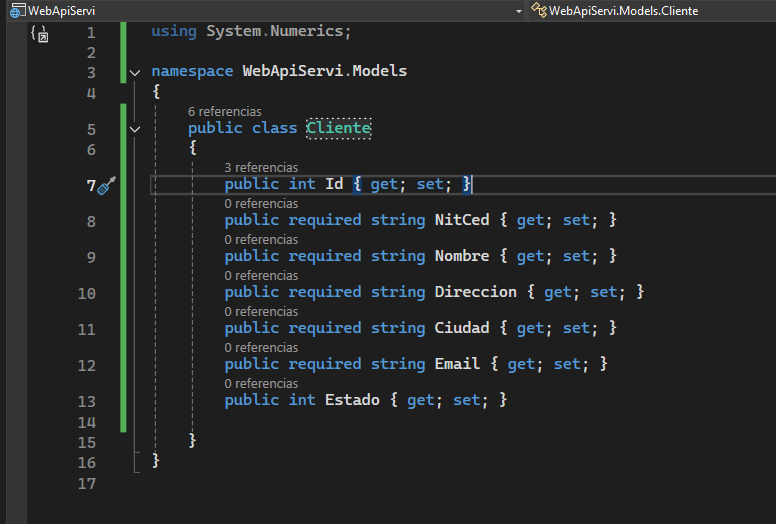 WebApiServi WebApiServi.Models.Cliente
1 using System.Numerics;
2
3 namespace WebApiServi.Models
4 {
6 referencias
5 public class Cliente
6 {
3 referencias
7 public int Id { get; set; }
0 referencias
8 public required string NitCed { get; set; }
0 referencias
9 public required string Nombre { get; set; }
0 referencias
10 public required string Direccion { get; set; }
0 referencias
11 public required string Ciudad { get; set; }
0 referencias
12 public required string Email { get; set; }
0 referencias
13 public int Estado { get; set; }
14
15 }
16 }
17